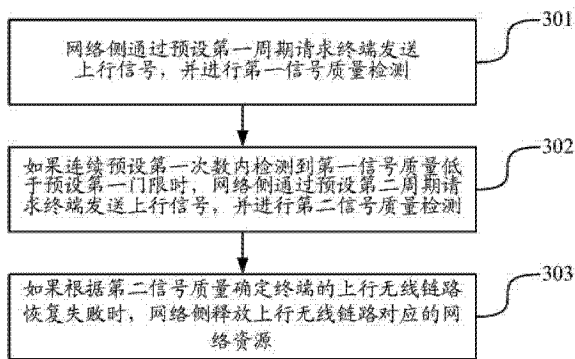 网络侧通过预设第一周期请求终端发送
上行信号，并进行第一信号质量检测
301
如果连续预设第一次数内检测到第一信号质量低
于预设第一门限时，网络侧通过预设第二周期请
求终端发送上行信号，并进行第二信号质量检测
302
如果根据第二信号质量确定终端的上行无线链路
恢复失败时，网络侧释放上行无线链路对应的网
络资源
303